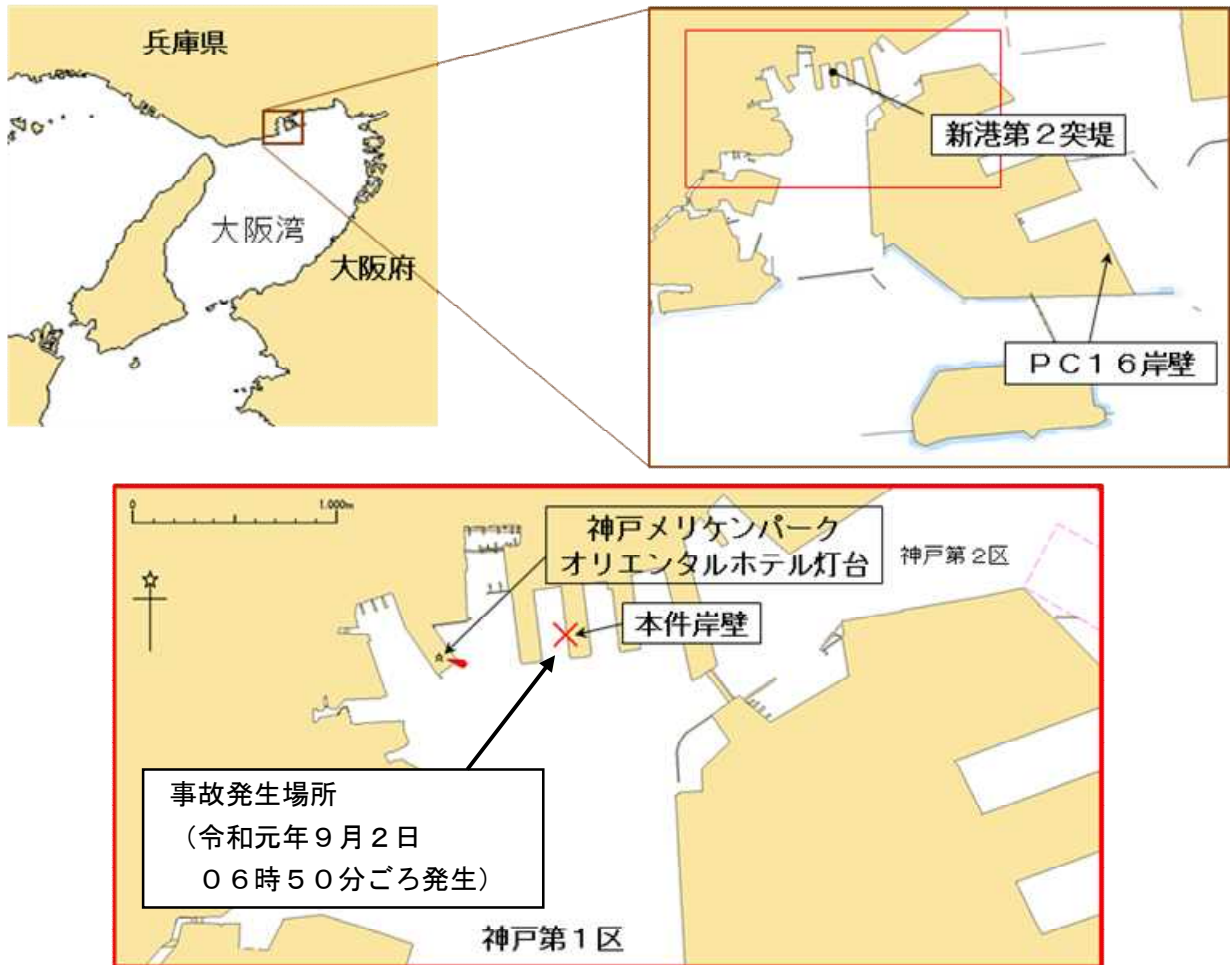 兵庫県
大阪湾
大阪府
新港第２突堤
ＰＣ１６岸壁
0
1,000m
神戸メリケンパーク
オリエンタルホテル灯台
神戸第２区
本件岸壁
事故発生場所
（令和元年９月２日
０６時５０分ごろ発生）
神戸第１区